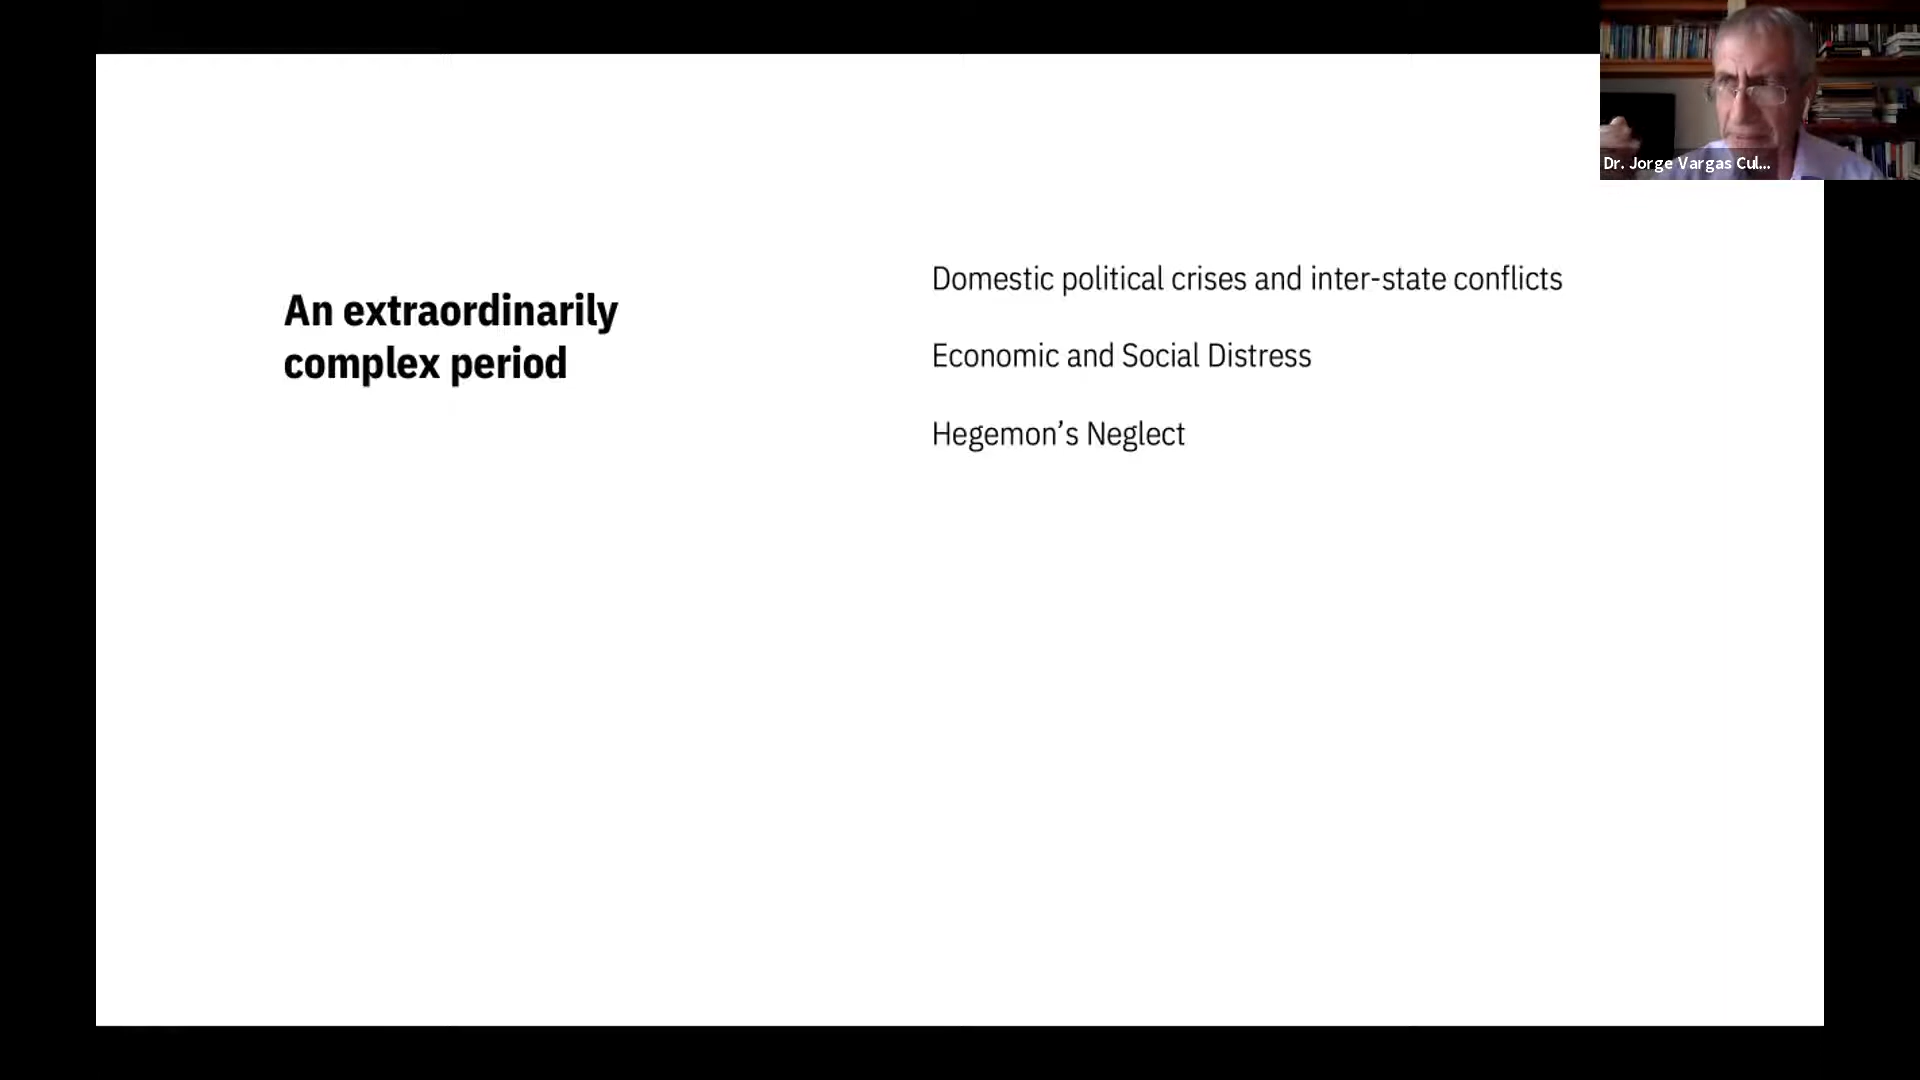 An extraordinarily
complex period
Domestic political crises and inter-state conflicts
Economic and Social Distress
Hegemon’s Neglect
Dr. Jorge Vargas Cul...